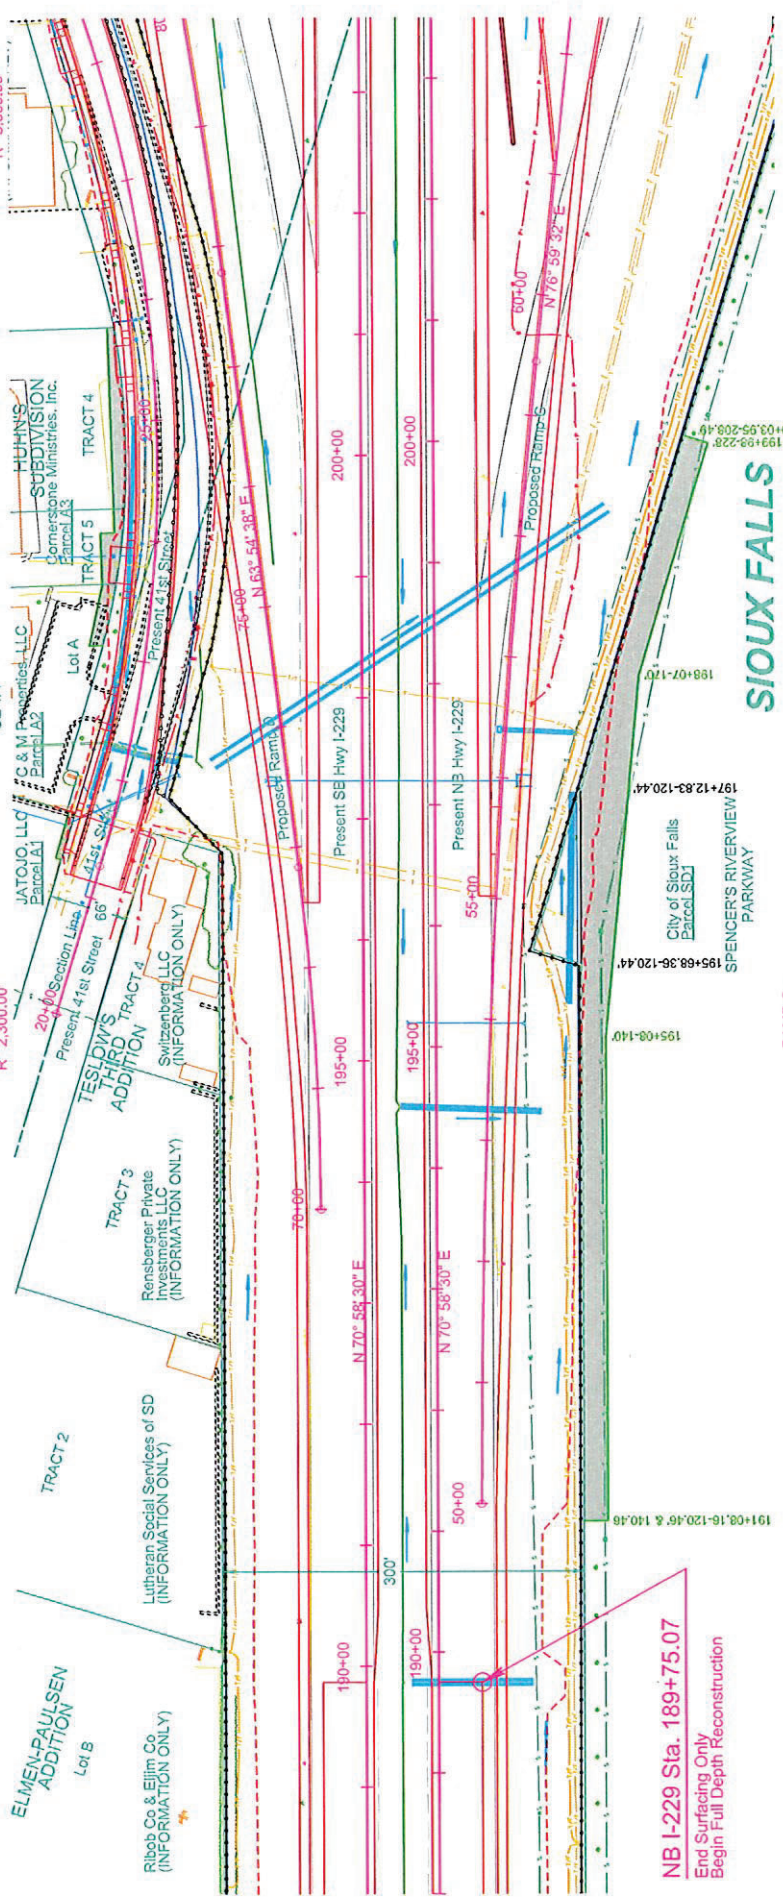 ELMEN-PAULSEN
ADDITION
Lot B
Ribob Co & Eljim Co
(INFORMATION ONLY)
TRACT 2
Lutheran Social Services of SD
(INFORMATION ONLY)
TRACT 3
Rensberger Private
Investments LLC
(INFORMATION ONLY)
TESLOW'S
THIRD
ADDITION
TRACT 4
Switzenberg LLC
(INFORMATION ONLY)
R 2,300.00
20+00
Section Line
41st Street
Present 41st Street
66'
JATOJO, LLC
Parcel A1
C & M Properties, LLC
Parcel A2
Lot A
HUHN'S
SUBDIVISION
Cornerstone Ministries, Inc.
Parcel A3
TRACT 5
TRACT 4
25+00
Present 41st Street
70+00
75+00
N 63° 54' 38" E
Proposed Ramp D
190+00
195+00
200+00
N 70° 58' 30" E
Present SB Hwy I-229
300'
190+00
195+00
200+00
N 70° 58' 30" E
Present NB Hwy I-229
50+00
55+00
60+00
Proposed Ramp C
N 76° 59' 32" E
NB I-229 Sta. 189+75.07
End Surfacing Only
Begin Full Depth Reconstruction
191+08.16-120.46' & 140.46
195+08-140'
195+68.36-120.44'
197+12.83-120.44'
198+07-170'
199+98-228'
+03.95-208.49'
City of Sioux Falls
Parcel SD1
SPENCER'S RIVERVIEW
PARKWAY
SIOUX FALLS